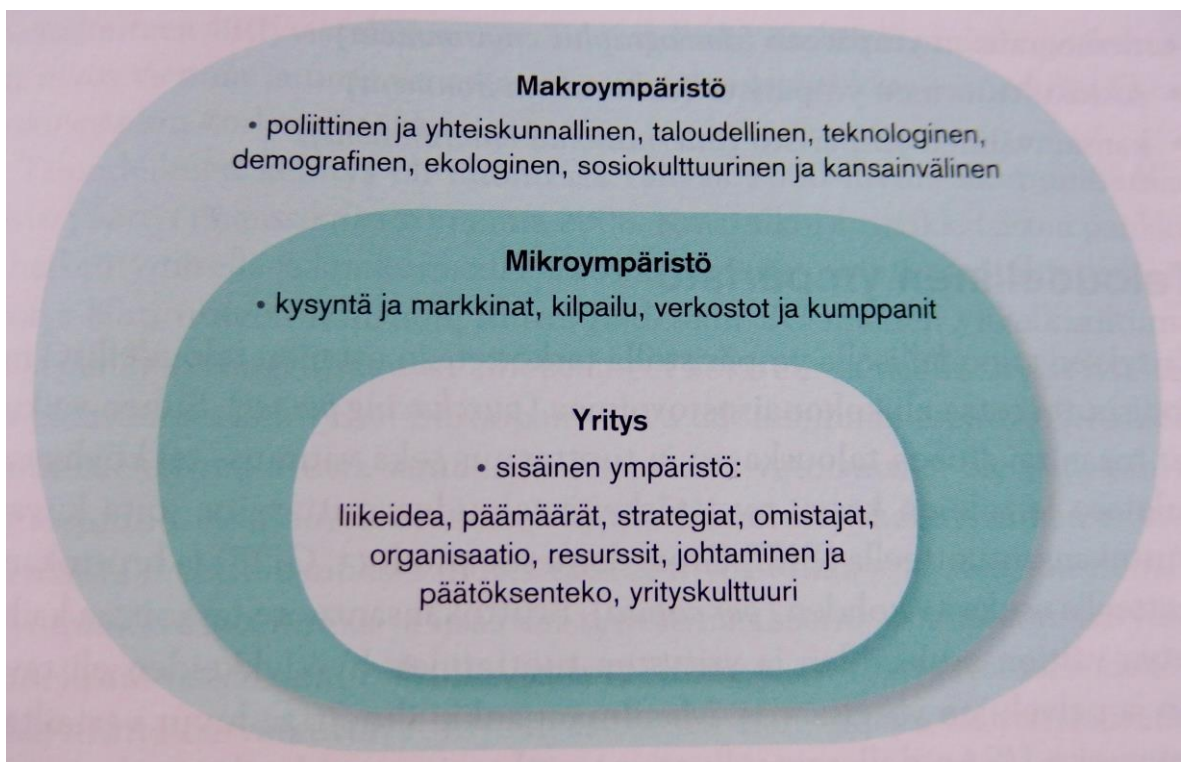 Makroympäristö
• poliittinen ja yhteiskunnallinen, taloudellinen, teknologinen,
demografinen, ekologinen, sosiokulttuurinen ja kansainvälinen
Mikroympäristö
• kysyntä ja markkinat, kilpailu, verkostot ja kumppanit
Yritys
• sisäinen ympäristö:
liikeidea, päämäärät, strategiat, omistajat,
organisaatio, resurssit, johtaminen ja
päätöksenteko, yrityskulttuuri